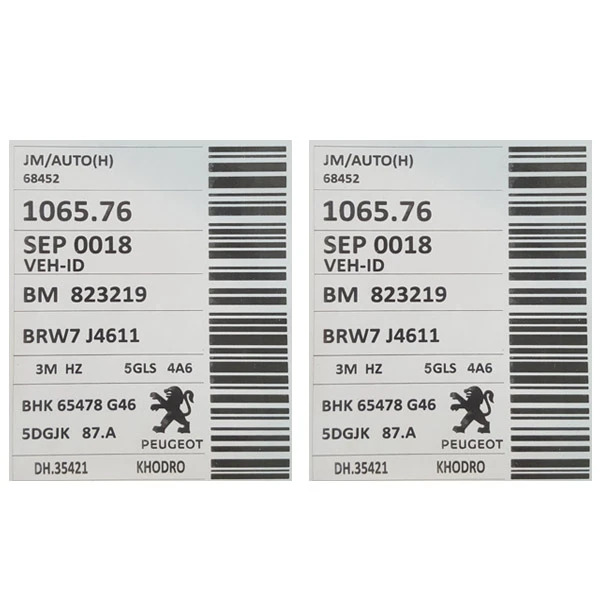 JM/AUTO(H)
68452
1065.76
SEP 0018
VEH-ID
BM 823219
BRW7 J4611
3M HZ 5GLS 4A6
BHK 65478 G46
5DGJK 87.A
PEUGEOT
DH.35421 KHODRO
JM/AUTO(H)
68452
1065.76
SEP 0018
VEH-ID
BM 823219
BRW7 J4611
3M HZ 5GLS 4A6
BHK 65478 G46
5DGJK 87.A
PEUGEOT
DH.35421 KHODRO